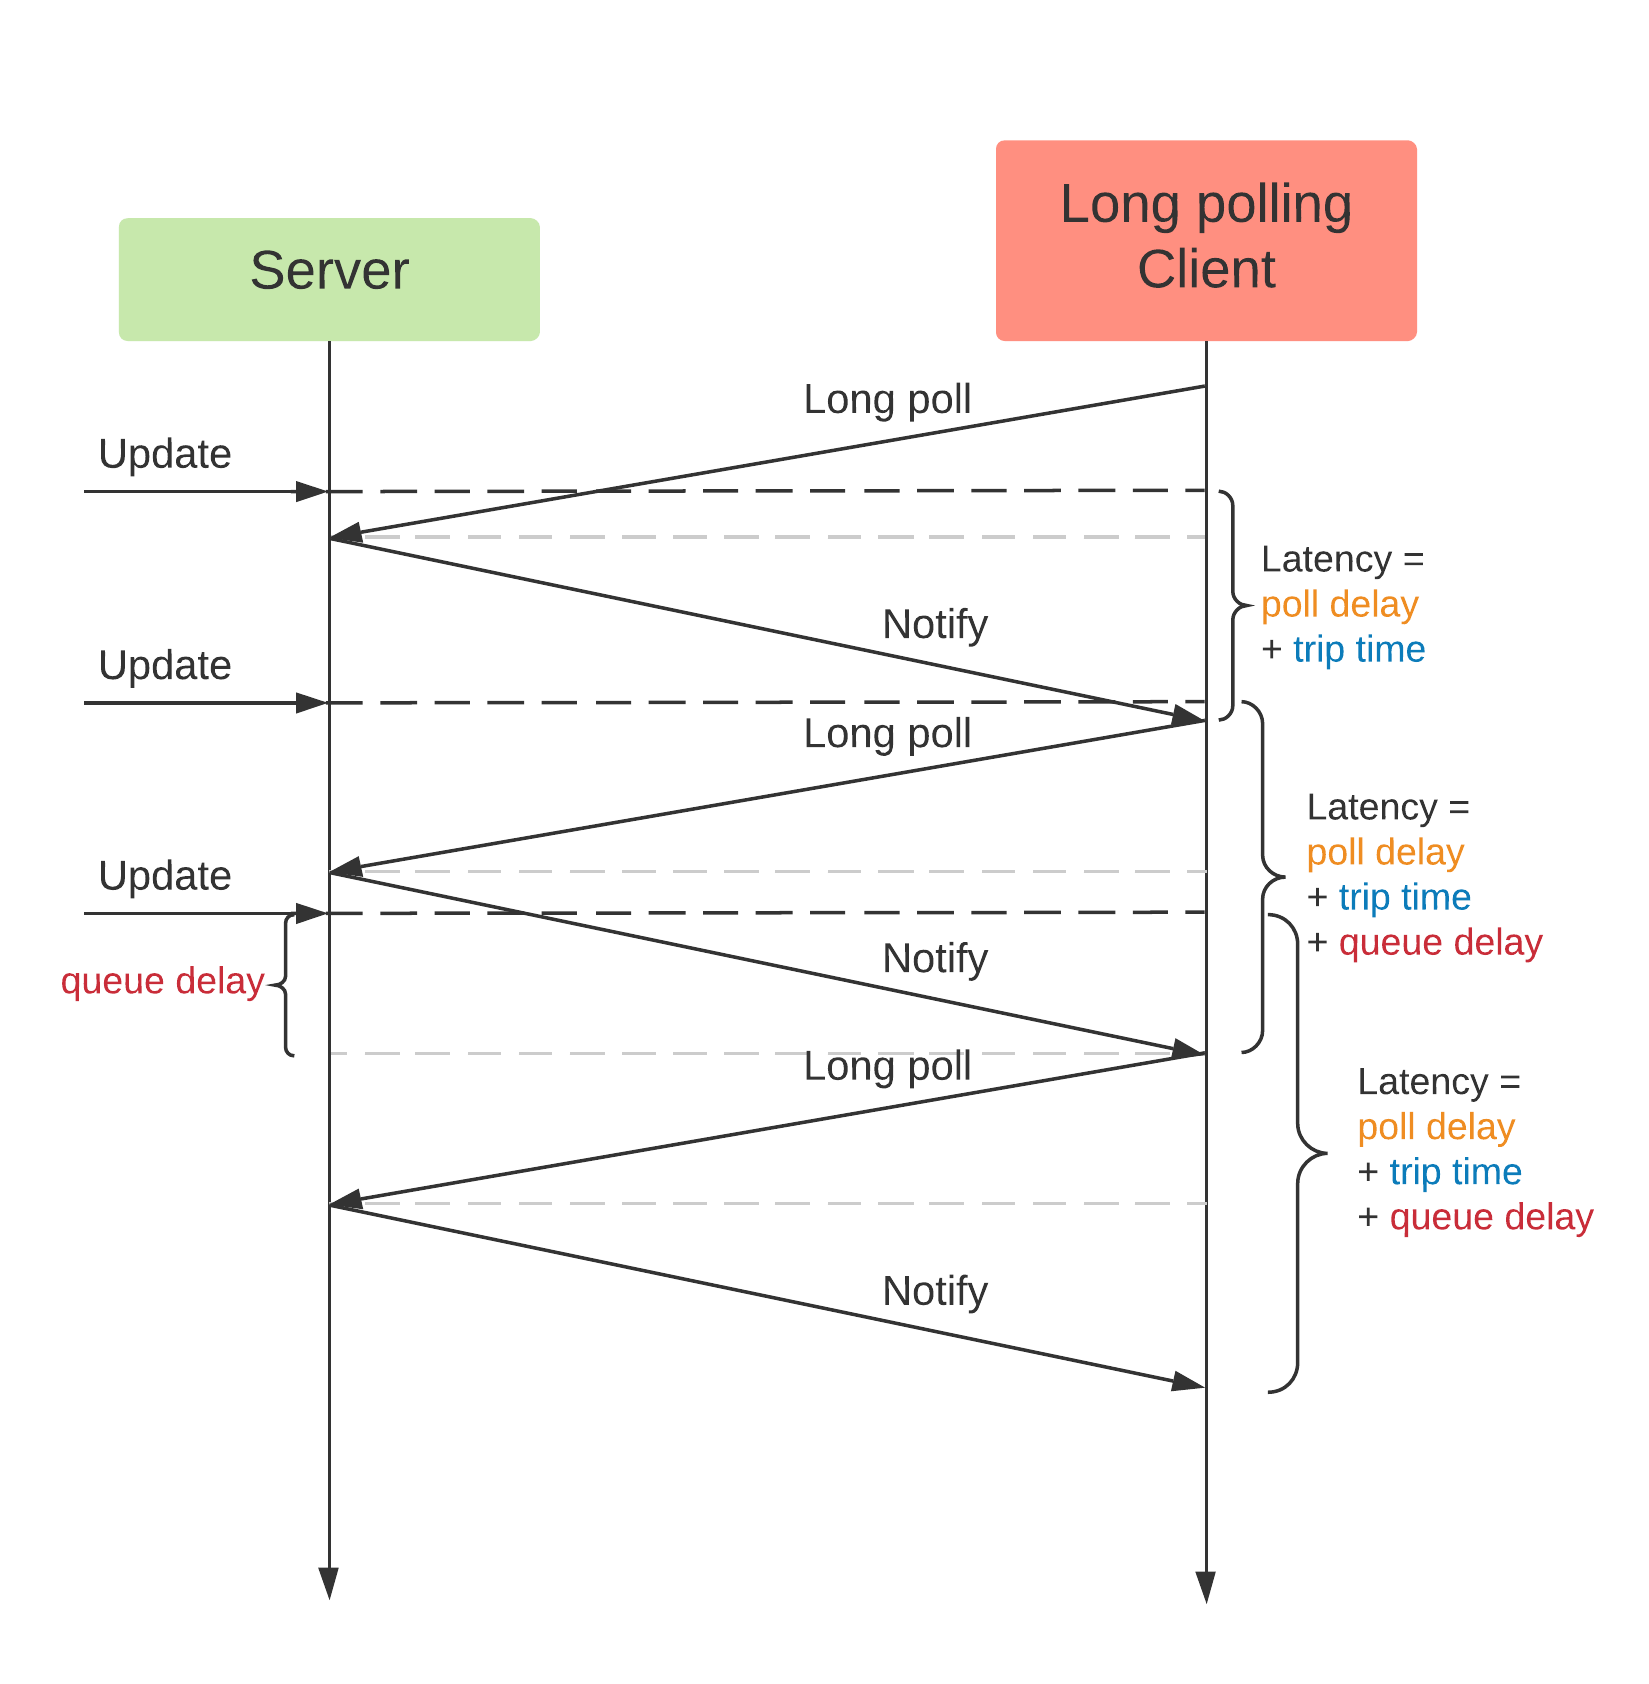 Long polling
Client
Server
Long poll
Update
Latency =
poll delay
+ trip time
Notify
Update
Long poll
Latency =
poll delay
+ trip time
+ queue delay
Update
Notify
queue delay
Long poll
Latency =
poll delay
+ trip time
+ queue delay
Notify